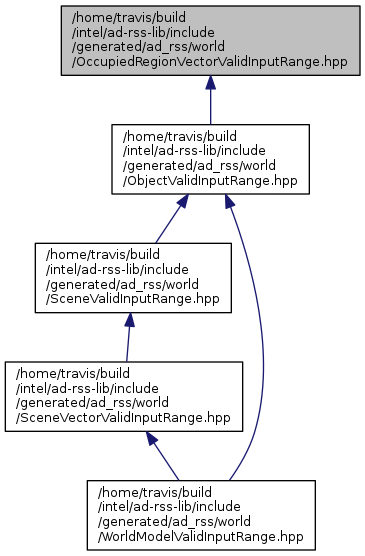 /home/travis/build
/intel/ad-rss-lib/include
/generated/ad_rss/world
/OccupiedRegionVectorValidInputRange.hpp
/home/travis/build
/intel/ad-rss-lib/include
/generated/ad_rss/world
/ObjectValidInputRange.hpp
/home/travis/build
/intel/ad-rss-lib/include
/generated/ad_rss/world
/SceneValidInputRange.hpp
/home/travis/build
/intel/ad-rss-lib/include
/generated/ad_rss/world
/SceneVectorValidInputRange.hpp
/home/travis/build
/intel/ad-rss-lib/include
/generated/ad_rss/world
/WorldModelValidInputRange.hpp